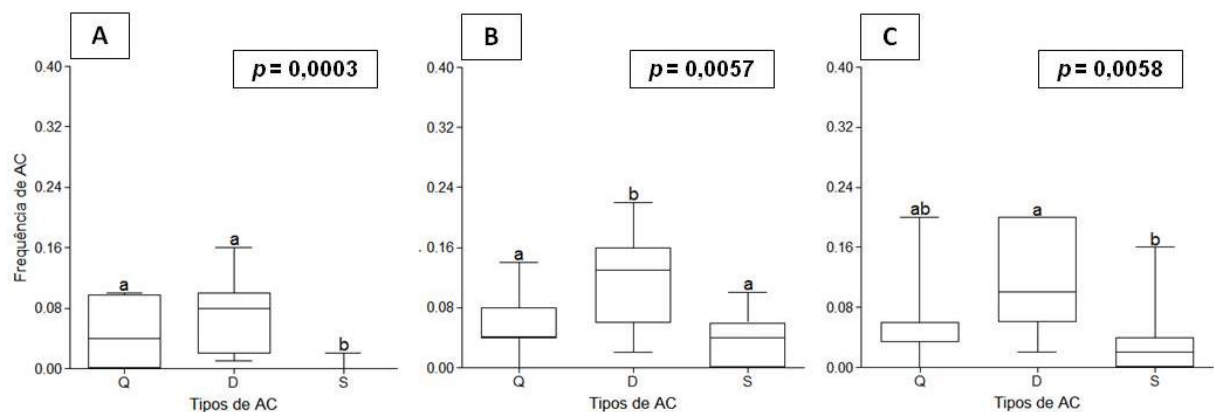 A
p = 0,0003
0.40
0.32
0.24
0.16
0.08
0.00
Frequência de AC
a
a
b
Q
D
S
Tipos de AC
B
p = 0,0057
0.40
0.32
0.24
0.16
0.08
0.00
a
b
a
Q
D
S
Tipos de AC
C
p = 0,0058
0.40
0.32
0.24
0.16
0.08
0.00
ab
a
b
Q
D
S
Tipos de AC